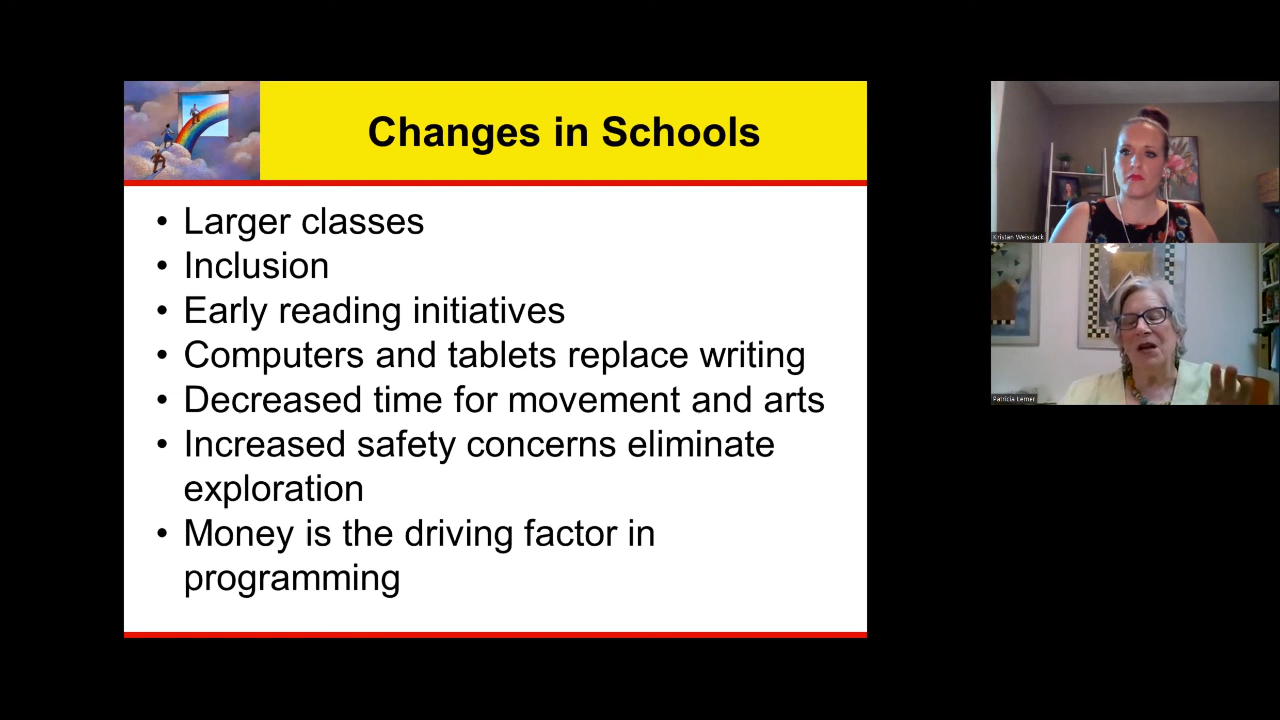 Changes in Schools
• Larger classes
• Inclusion
• Early reading initiatives
• Computers and tablets replace writing
• Decreased time for movement and arts
• Increased safety concerns eliminate
exploration
• Money is the driving factor in
programming
Kristan Weisdack
Patricia Lemer